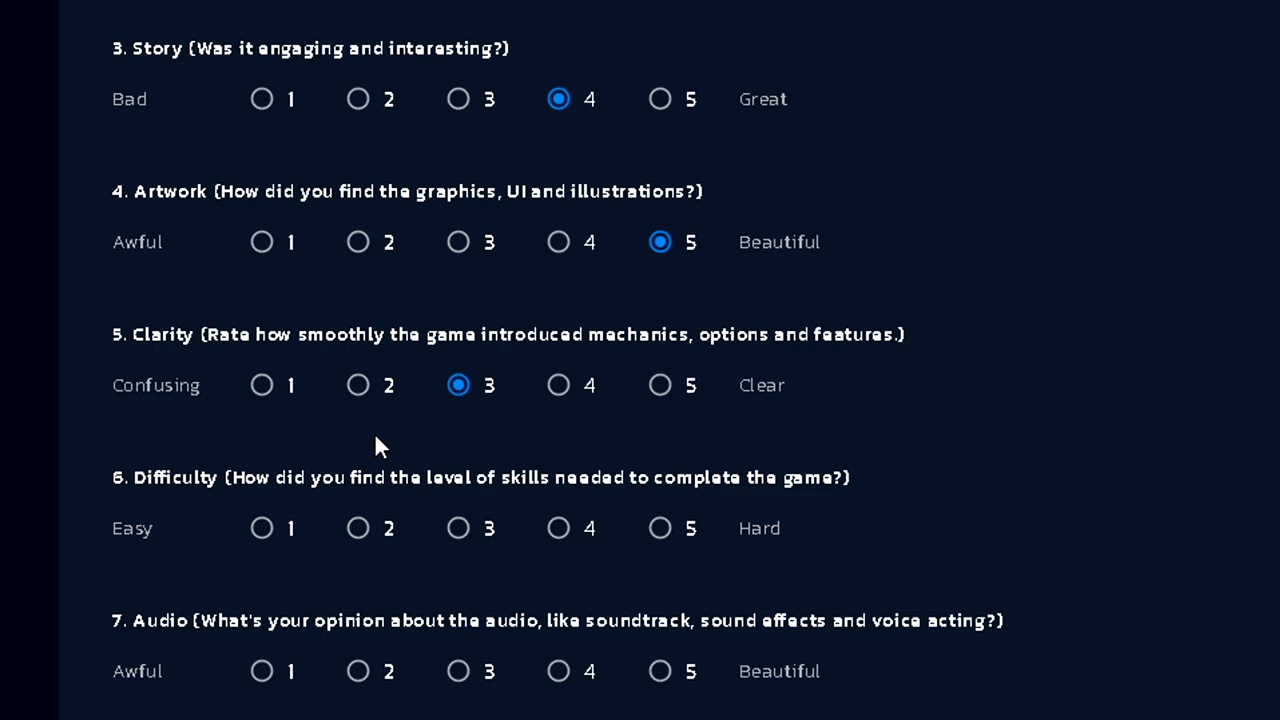 3. Story (Was it engaging and interesting?)
Bad 1 2 3 4 5 Great
4. Artwork (How did you find the graphics, UI and illustrations?)
Awful 1 2 3 4 5 Beautiful
5. Clarity (Rate how smoothly the game introduced mechanics, options and features.)
Confusing 1 2 3 4 5 Clear
6. Difficulty (How did you find the level of skills needed to complete the game?)
Easy 1 2 3 4 5 Hard
7. Audio (What's your opinion about the audio, like soundtrack, sound effects and voice acting?)
Awful 1 2 3 4 5 Beautiful